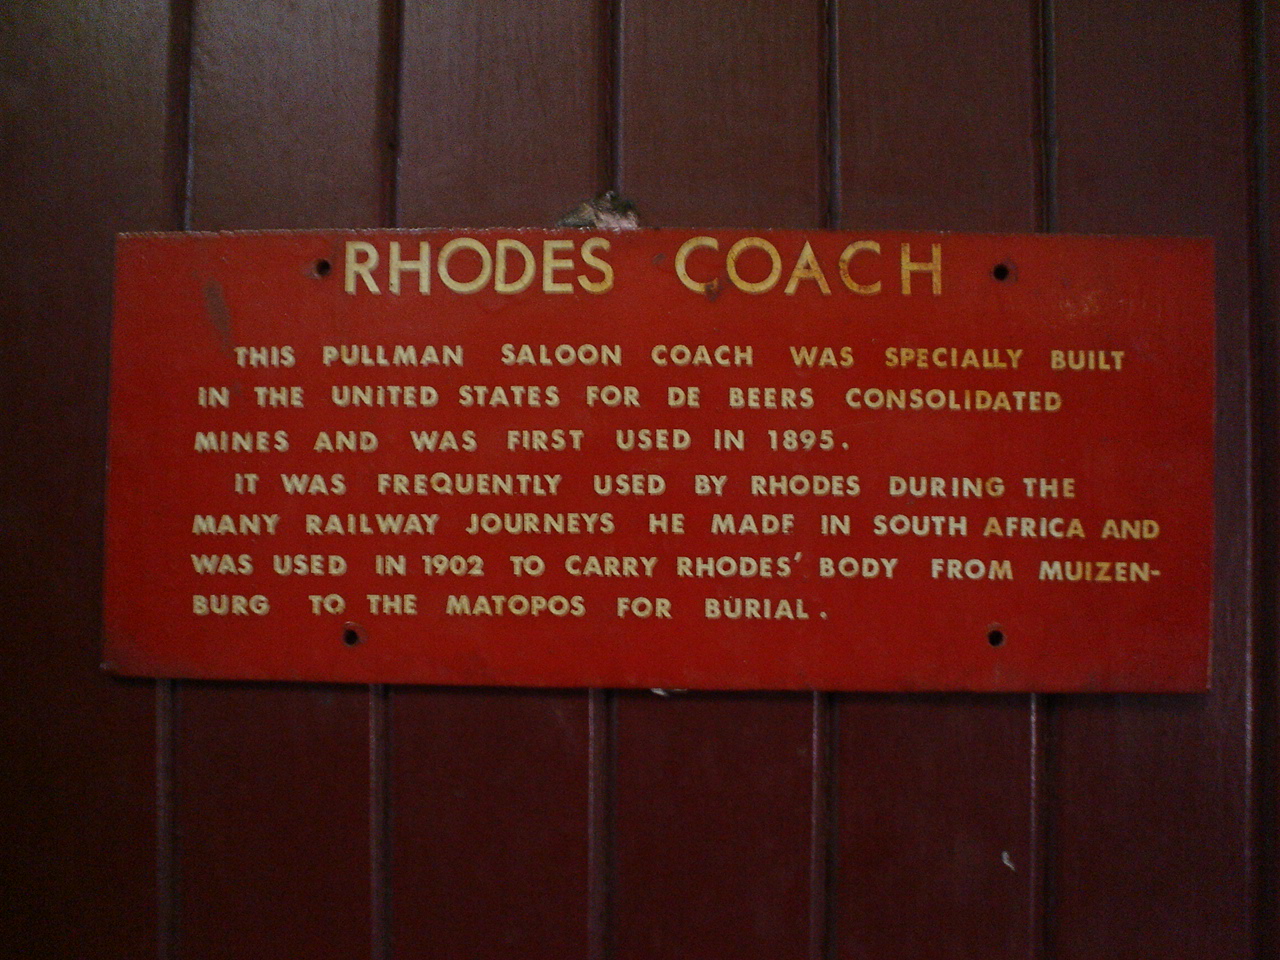 RHODES COACH
THIS PULLMAN SALOON COACH WAS SPECIALLY BUILT
IN THE UNITED STATES FOR DE BEERS CONSOLIDATED
MINES AND WAS FIRST USED IN 1895.
IT WAS FREQUENTLY USED BY RHODES DURING THE
MANY RAILWAY JOURNEYS HE MADE IN SOUTH AFRICA AND
WAS USED IN 1902 TO CARRY RHODES' BODY FROM MUIZEN-
BURG TO THE MATOPOS FOR BURIAL.